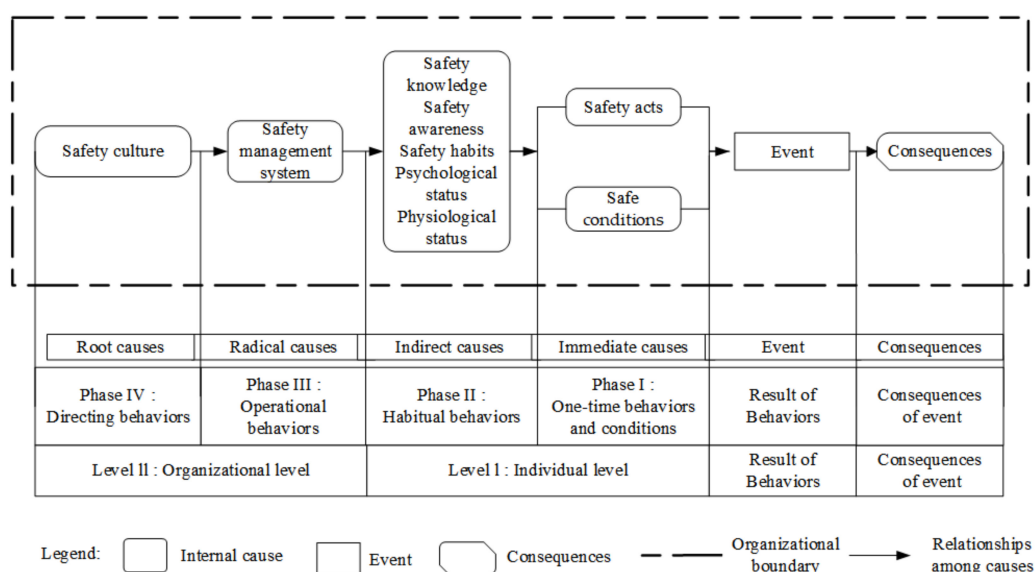 Safety culture
Safety
management
system
Safety
knowledge
Safety
awareness
Safety habits
Psychological
status
Physiological
status
Safety acts
Safe
conditions
Event
Consequences
Root causes
Radical causes
Indirect causes
Immediate causes
Event
Consequences
Phase IV :
Directing behaviors
Phase III :
Operational
behaviors
Phase II :
Habitual behaviors
Phase I :
One-time behaviors
and conditions
Result of
Behaviors
Consequences
of event
Level ll : Organizational level
Level l : Individual level
Result of
Behaviors
Consequences
of event
Legend:
Internal cause
Event
Consequences
Organizational
boundary
Relationships
among causes